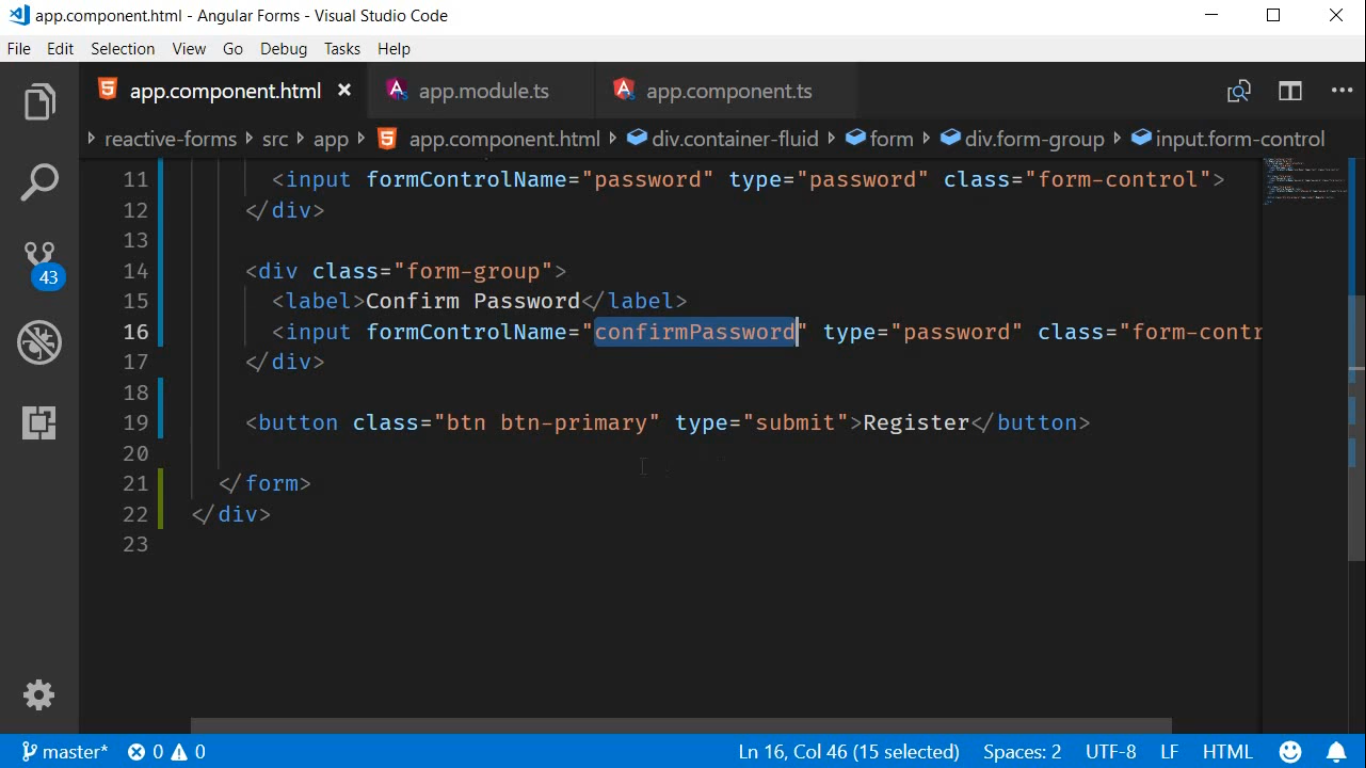 app.component.html - Angular Forms - Visual Studio Code
File Edit Selection View Go Debug Tasks Help
app.component.html app.module.ts app.component.ts
reactive-forms src app app.component.html div.container-fluid form div.form-group input.form-control
11 <input formControlName="password" type="password" class="form-control">
12 </div>
13
14 <div class="form-group">
15 <label>Confirm Password</label>
16 <input formControlName="confirmPassword" type="password" class="form-contr
17 </div>
18
19 <button class="btn btn-primary" type="submit">Register</button>
20
21 </form>
22 </div>
23
43
master* 0 0 Ln 16, Col 46 (15 selected) Spaces: 2 UTF-8 LF HTML